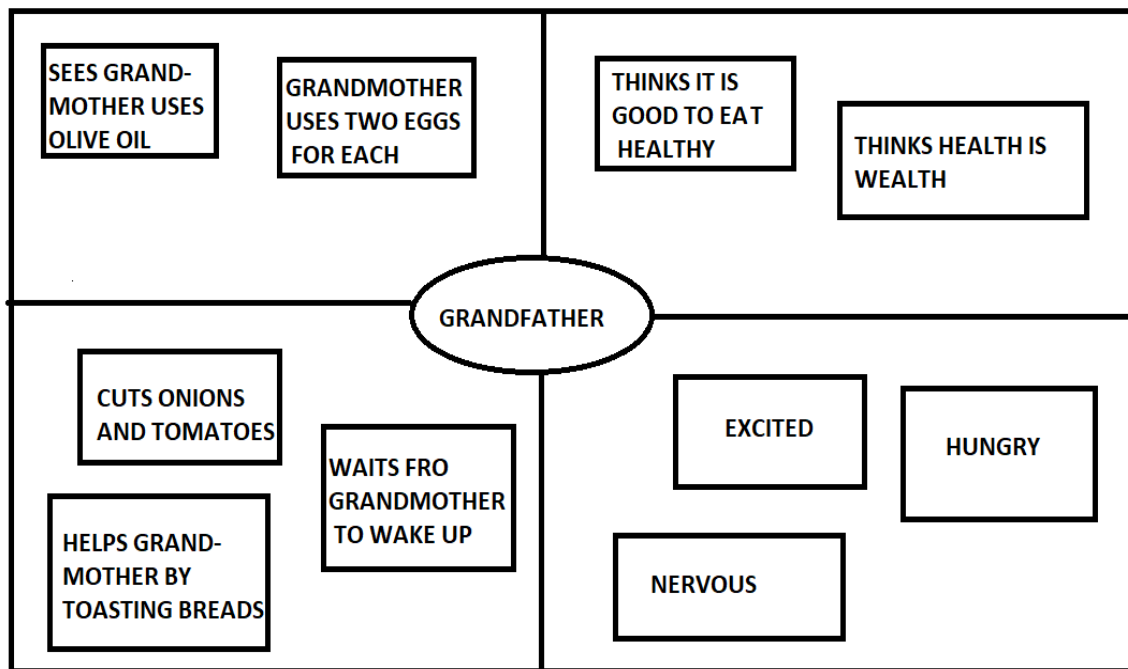 SEES GRAND-
MOTHER USES
OLIVE OIL
GRANDMOTHER
USES TWO EGGS
FOR EACH
THINKS IT IS
GOOD TO EAT
HEALTHY
THINKS HEALTH IS
WEALTH
GRANDFATHER
CUTS ONIONS
AND TOMATOES
WAITS FRO
GRANDMOTHER
TO WAKE UP
HELPS GRAND-
MOTHER BY
TOASTING BREADS
EXCITED
HUNGRY
NERVOUS